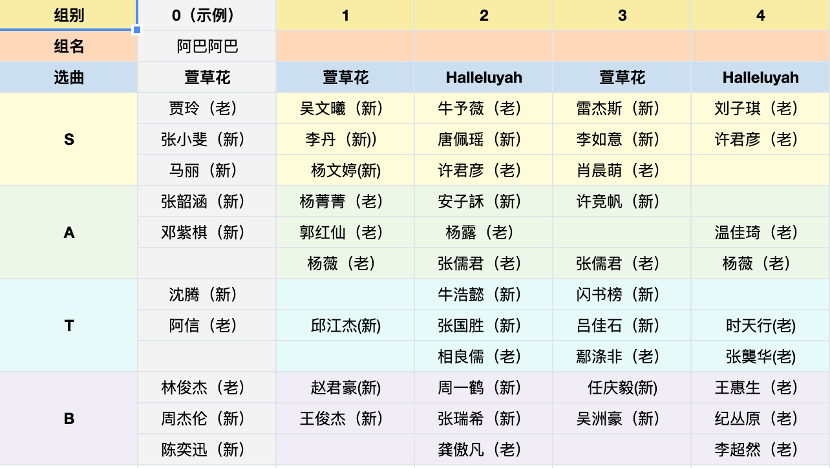 组别 0（示例） 1 2 3 4
组名 阿巴阿巴
选曲 萱草花 萱草花 Halleluyah 萱草花 Halleluyah
贾玲（老） 吴文曦（新） 牛予薇（老） 雷杰斯（新） 刘子琪（老）
S 张小斐（新） 李丹（新)） 唐佩瑶（新） 李如意（新） 许君彦（老）
马丽（新） 杨文婷(新) 许君彦（老） 肖晨萌（老）
张韶涵（新） 杨菁菁（老） 安子訸（新） 许竞帆（新）
A 邓紫棋（新） 郭红仙（老） 杨露（老） 温佳琦（老）
杨薇（老） 张儒君（老） 张儒君（老） 杨薇（老）
沈腾（新） 牛浩懿（新） 闪书榜（新）
T 阿信（老） 邱江杰(新) 张国胜（新） 吕佳石（新） 时天行(老)
相良儒（老） 鄢涤非（老） 张龑华(老)
林俊杰（老） 赵君豪(新) 周一鹤（新） 任庆毅(新) 王惠生（老）
B 周杰伦（新） 王俊杰（新） 张瑞希（新） 吴洲豪（新） 纪丛原（老）
陈奕迅（新） 龚傲凡（老） 李超然（老）